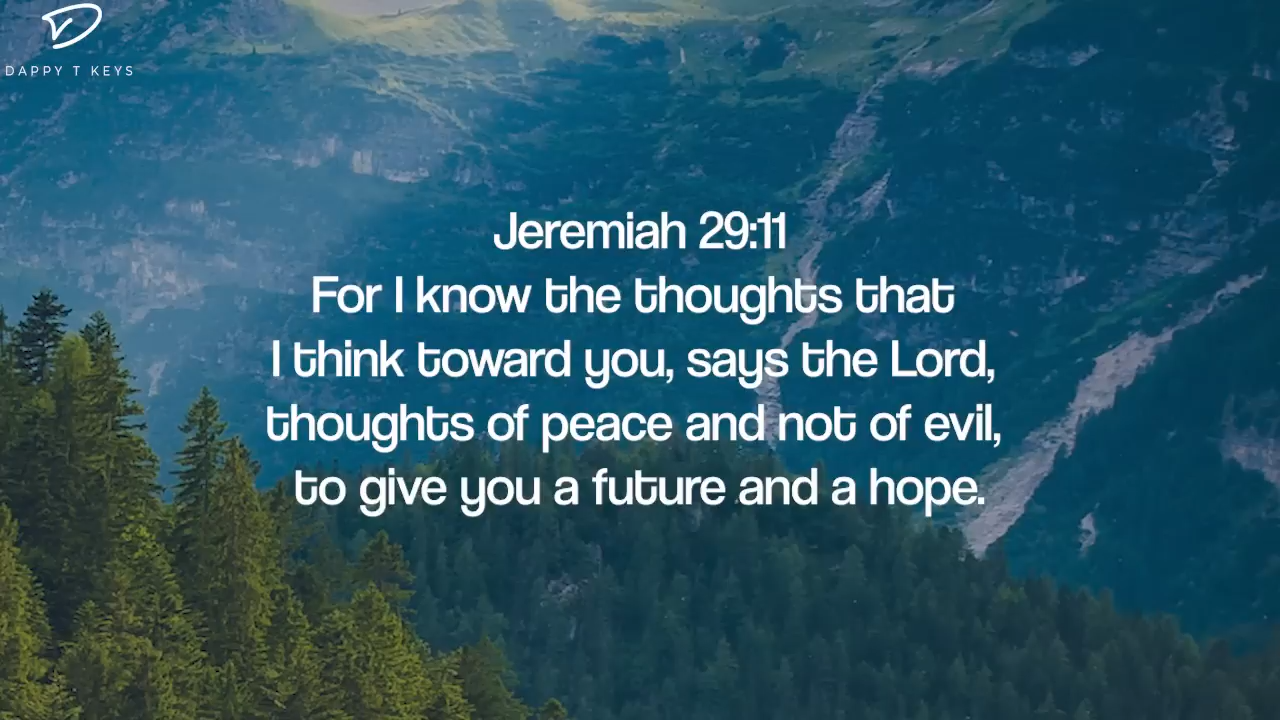 DAPPY T KEYS
Jeremiah 29:11
For I know the thoughts that
I think toward you, says the Lord,
thoughts of peace and not of evil,
to give you a future and a hope.